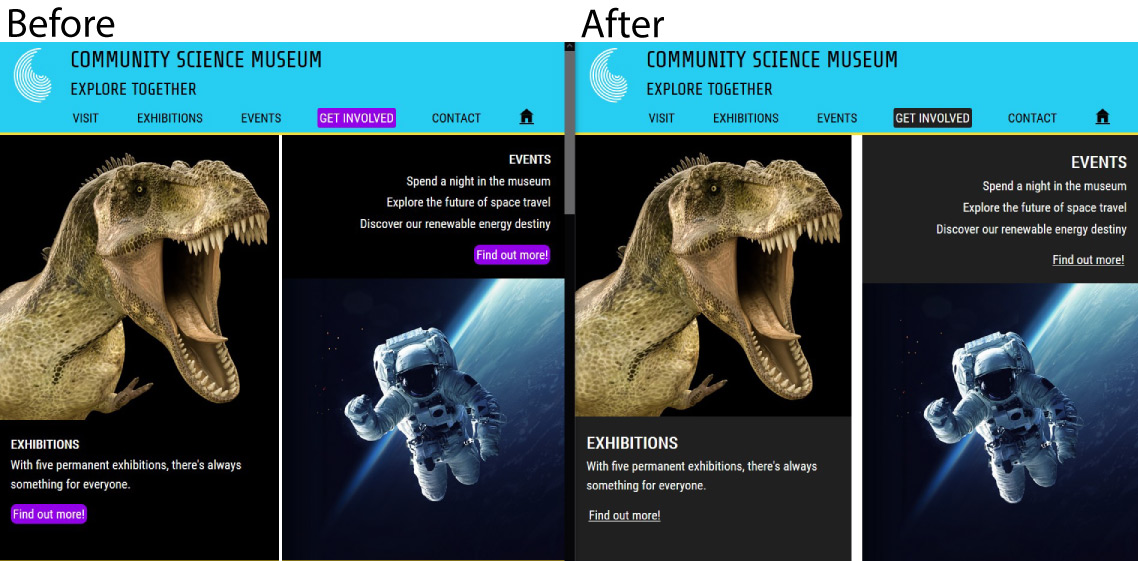 Before
COMMUNITY SCIENCE MUSEUM
EXPLORE TOGETHER
VISIT EXHIBITIONS EVENTS GET INVOLVED CONTACT
EVENTS
Spend a night in the museum
Explore the future of space travel
Discover our renewable energy destiny
Find out more!
EXHIBITIONS
With five permanent exhibitions, there's always
something for everyone.
Find out more!
After
COMMUNITY SCIENCE MUSEUM
EXPLORE TOGETHER
VISIT EXHIBITIONS EVENTS GET INVOLVED CONTACT
EVENTS
Spend a night in the museum
Explore the future of space travel
Discover our renewable energy destiny
Find out more!
EXHIBITIONS
With five permanent exhibitions, there's always
something for everyone.
Find out more!